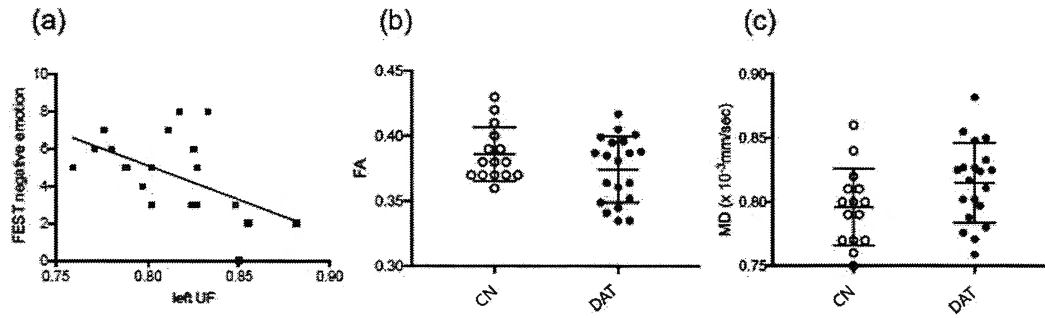 (a)
FEST negative emotion
10
8
6
4
2
0
0.75 0.80 0.85 0.90
left UF
(b)
FA
0.45
0.40
0.35
0.30
CN DAT
(c)
MD (x 10⁻³mm/sec)
0.90
0.85
0.80
0.75
CN DAT